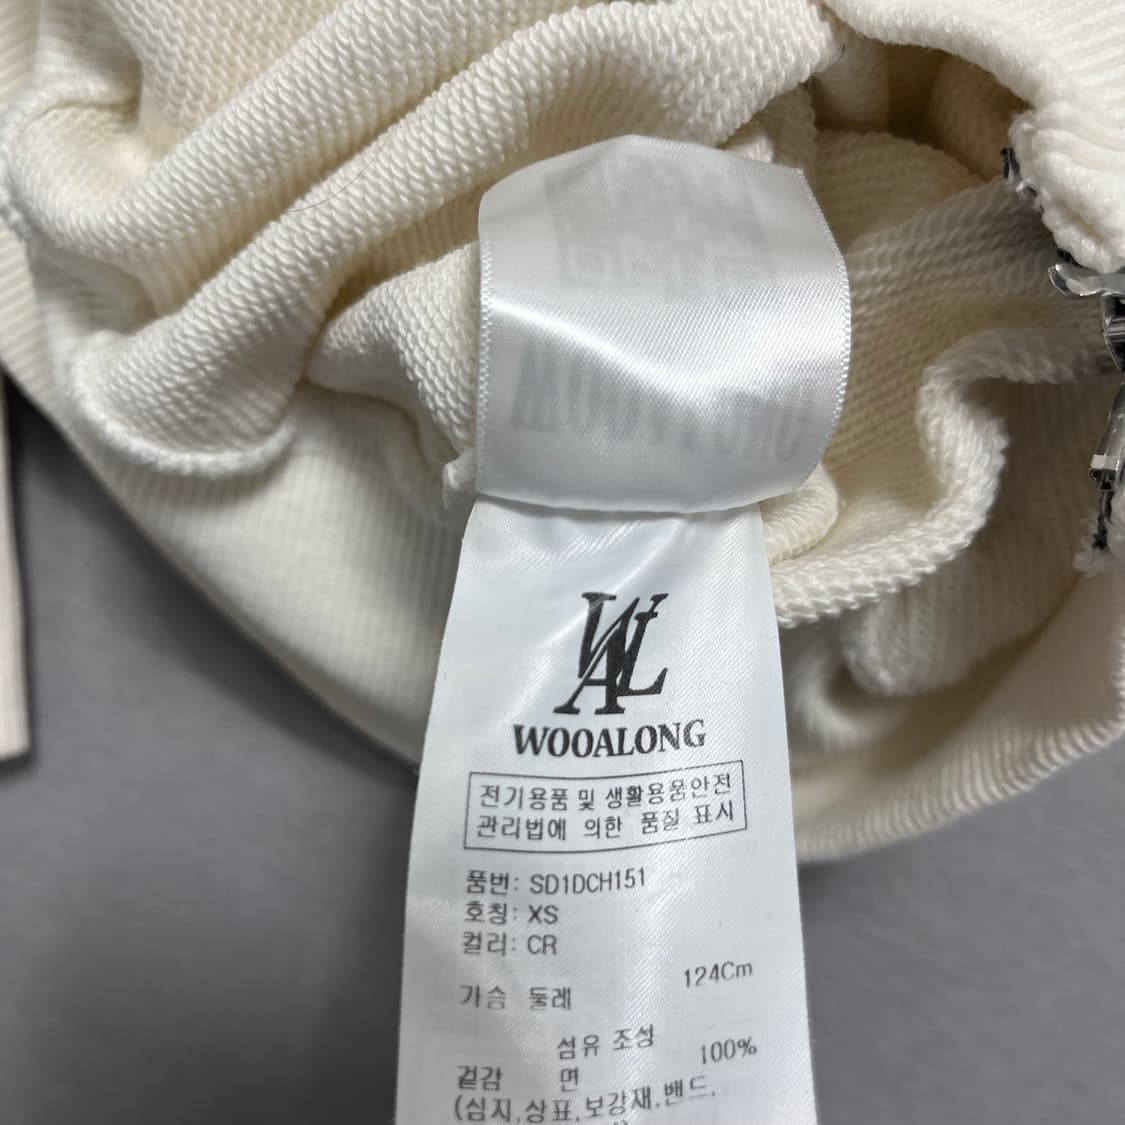 WAL
WOOALONG
전기용품 및 생활용품안전
관리법에 의한 품질 표시
품번: SD1DCH151
호칭: XS
컬러: CR
가슴 둘레 124Cm
섬유 조성
겉감 면 100%
(심지,상표,보강재,밴드,